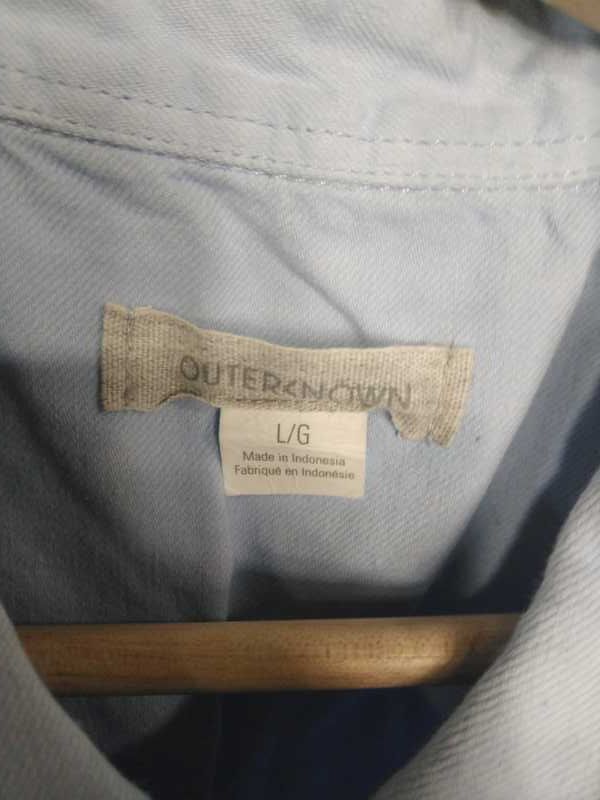 OUTERKNOWN
L/G
Made in Indonesia
Fabriqué en Indonésie